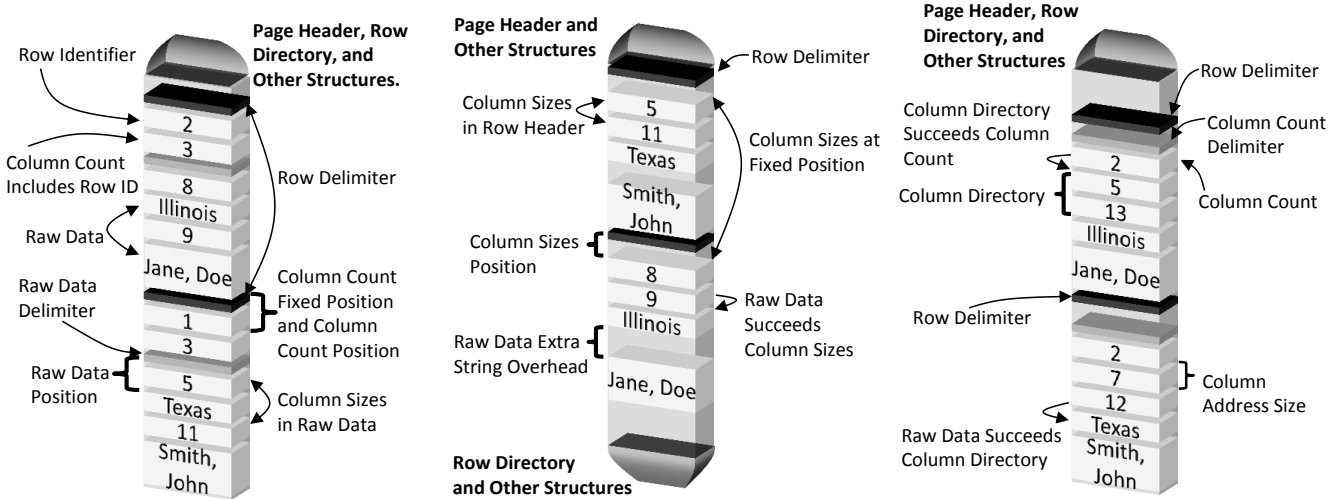 Page Header, Row
Directory, and
Other Structures.
Row Identifier
Column Count
Includes Row ID
Raw Data
Raw Data
Delimiter
Raw Data
Position
2
3
8
Illinois
9
Jane, Doe
1
3
5
Texas
11
Smith,
John
Row Delimiter
Column Count
Fixed Position
and Column
Count Position
Column Sizes
in Raw Data
Page Header and
Other Structures
Row Delimiter
Column Sizes
in Row Header
Column Sizes at
Fixed Position
5
11
Texas
Smith,
John
Column Sizes
Position
8
9
Illinois
Jane, Doe
Raw Data Extra
String Overhead
Raw Data
Succeeds
Column Sizes
Row Directory
and Other Structures
Page Header, Row
Directory, and
Other Structures
Row Delimiter
Column Count
Delimiter
Column Directory
Succeeds Column
Count
Column Directory
Column Count
2
5
13
Illinois
Jane, Doe
Row Delimiter
2
7
12
Texas
Smith,
John
Column
Address Size
Raw Data Succeeds
Column Directory